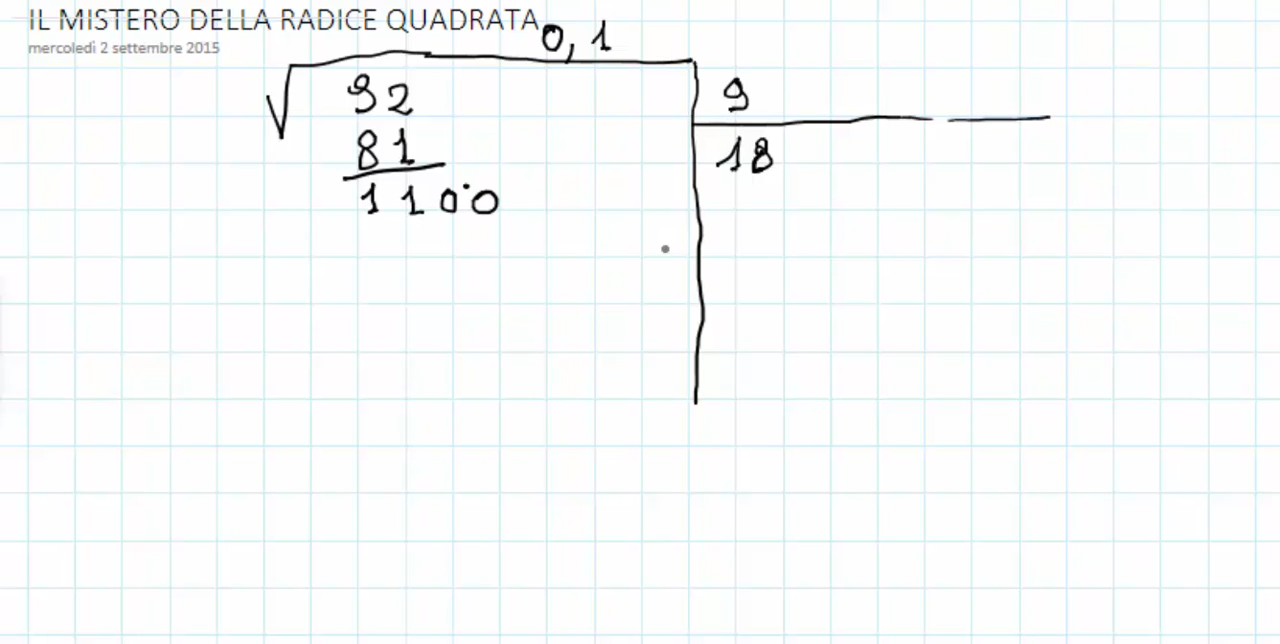 IL MISTERO DELLA RADICE QUADRATA
mercoledì 2 settembre 2015
0,1
√ 92 9
81 18
1100